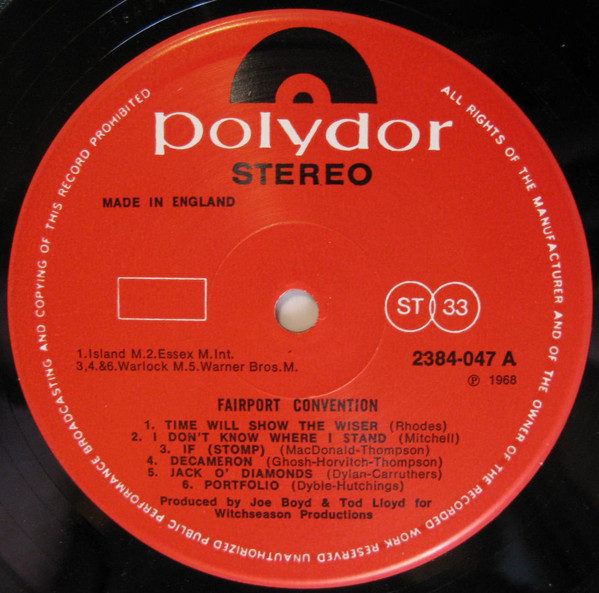 polydor
STEREO
MADE IN ENGLAND
ST 33
1.Island M.2.Essex M.Int.
3,4.&6.Warlock M.5.Warner Bros.M.
2384-047 A
Ⓟ 1968
FAIRPORT CONVENTION
1. TIME WILL SHOW THE WISER (Rhodes)
2. I DON'T KNOW WHERE I STAND (Mitchell)
3. IF (STOMP) (MacDonald-Thompson)
4. DECAMERON (Ghosh-Horvitch-Thompson)
5. JACK O' DIAMONDS (Dylan-Carruthers)
6. PORTFOLIO (Dyble-Hutchings)
Produced by Joe Boyd & Tod Lloyd for
Witchseason Productions
ALL RIGHTS OF THE MANUFACTURER AND OF THE OWNER OF THE RECORDED WORK RESERVED UNAUTHORIZED PUBLIC PERFORMANCE BROADCASTING AND COPYING OF THIS RECORD PROHIBITED